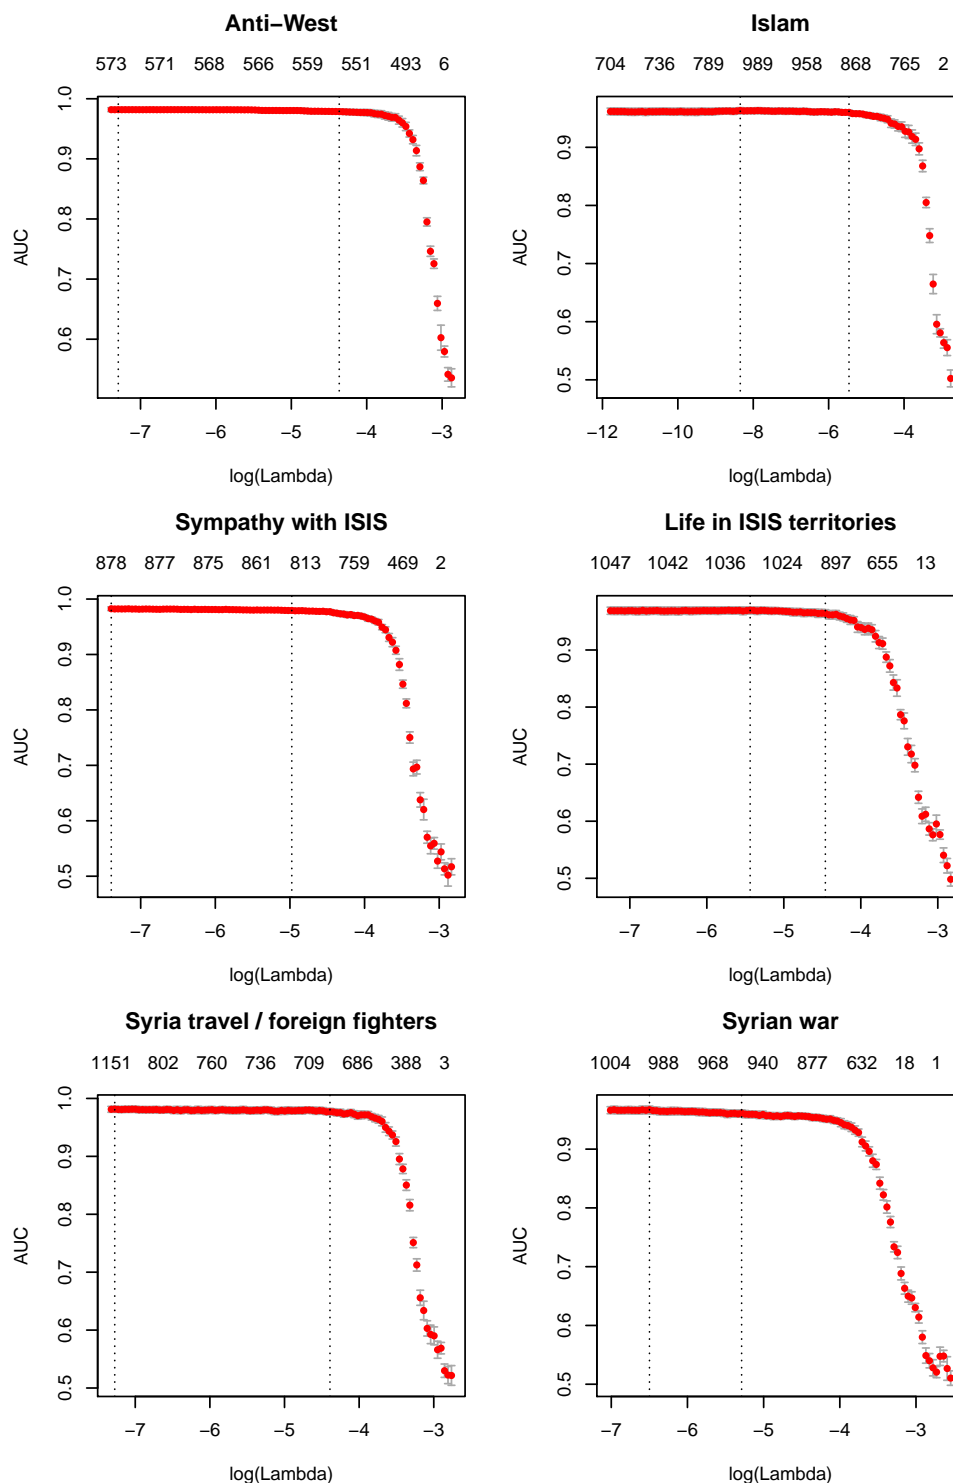 Anti−West
573 571 568 566 559 551 493 6
1.0
0.9
0.8
0.7
0.6
AUC
−7 −6 −5 −4 −3
log(Lambda)
Islam
704 736 789 989 958 868 765 2
0.9
0.8
0.7
0.6
0.5
AUC
−12 −10 −8 −6 −4
log(Lambda)
Sympathy with ISIS
878 877 875 861 813 759 469 2
1.0
0.9
0.8
0.7
0.6
0.5
AUC
−7 −6 −5 −4 −3
log(Lambda)
Life in ISIS territories
1047 1042 1036 1024 897 655 13
0.9
0.8
0.7
0.6
0.5
AUC
−7 −6 −5 −4 −3
log(Lambda)
Syria travel / foreign fighters
1151 802 760 736 709 686 388 3
1.0
0.9
0.8
0.7
0.6
0.5
AUC
−7 −6 −5 −4 −3
log(Lambda)
Syrian war
1004 988 968 940 877 632 18 1
0.9
0.8
0.7
0.6
0.5
AUC
−7 −6 −5 −4 −3
log(Lambda)